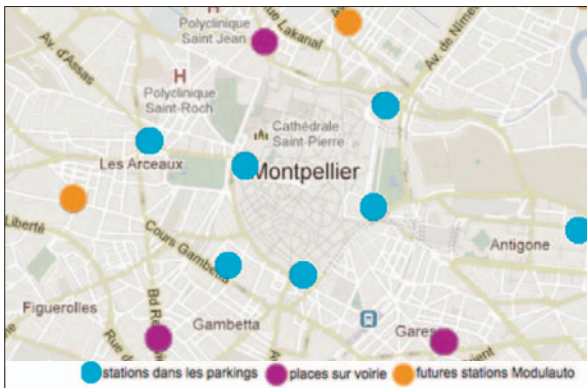 Polyclinique
Saint Jean
rue Lakanal
Av. de Nîmes
Av. d'Assas
H
H
Polyclinique
Saint-Roch
Cathédrale
Saint-Pierre
Les Arceaux
Montpellier
Liberté
Cours Gambetta
Antigone
Figuerolles
Gambetta
Gares
stations dans les parkings
places sur voirie
futures stations Modulauto